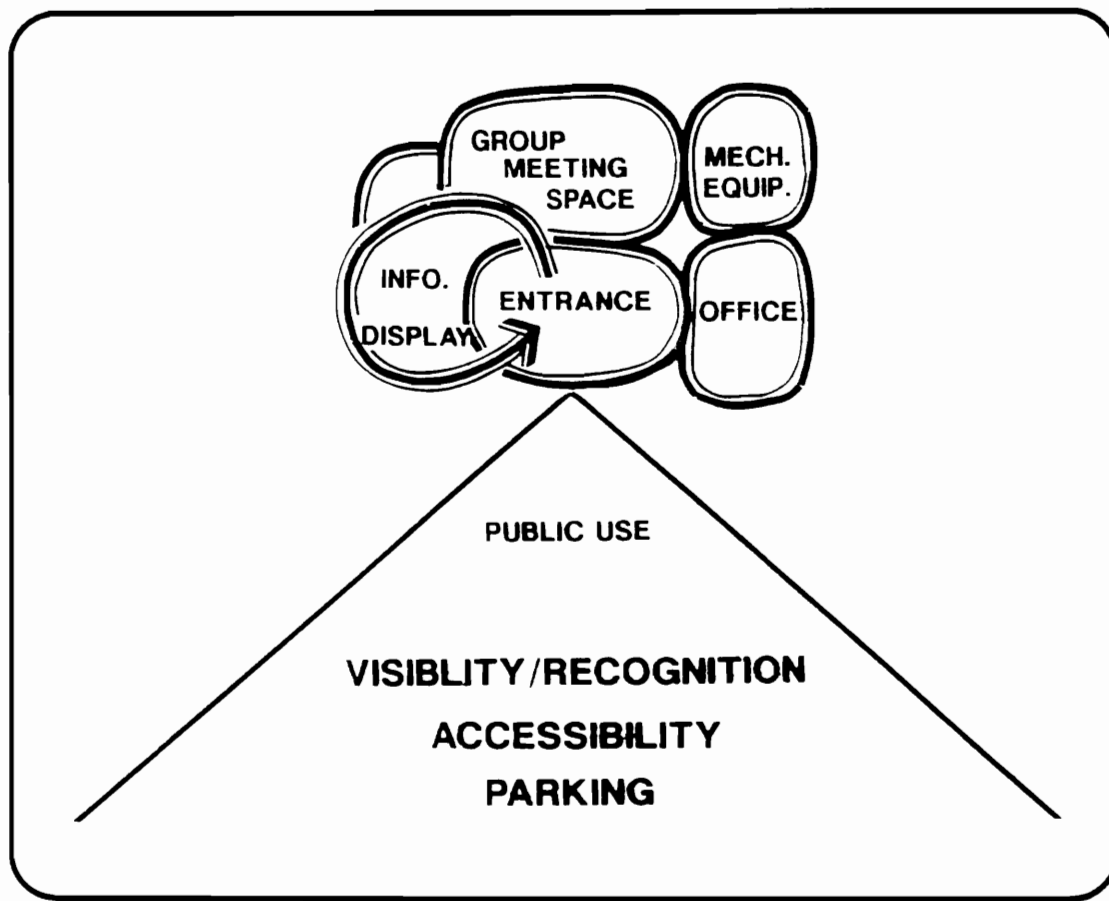 GROUP
MEETING
SPACE
MECH.
EQUIP.
INFO.
DISPLAY
ENTRANCE
OFFICE
PUBLIC USE
VISIBLITY/RECOGNITION
ACCESSIBILITY
PARKING